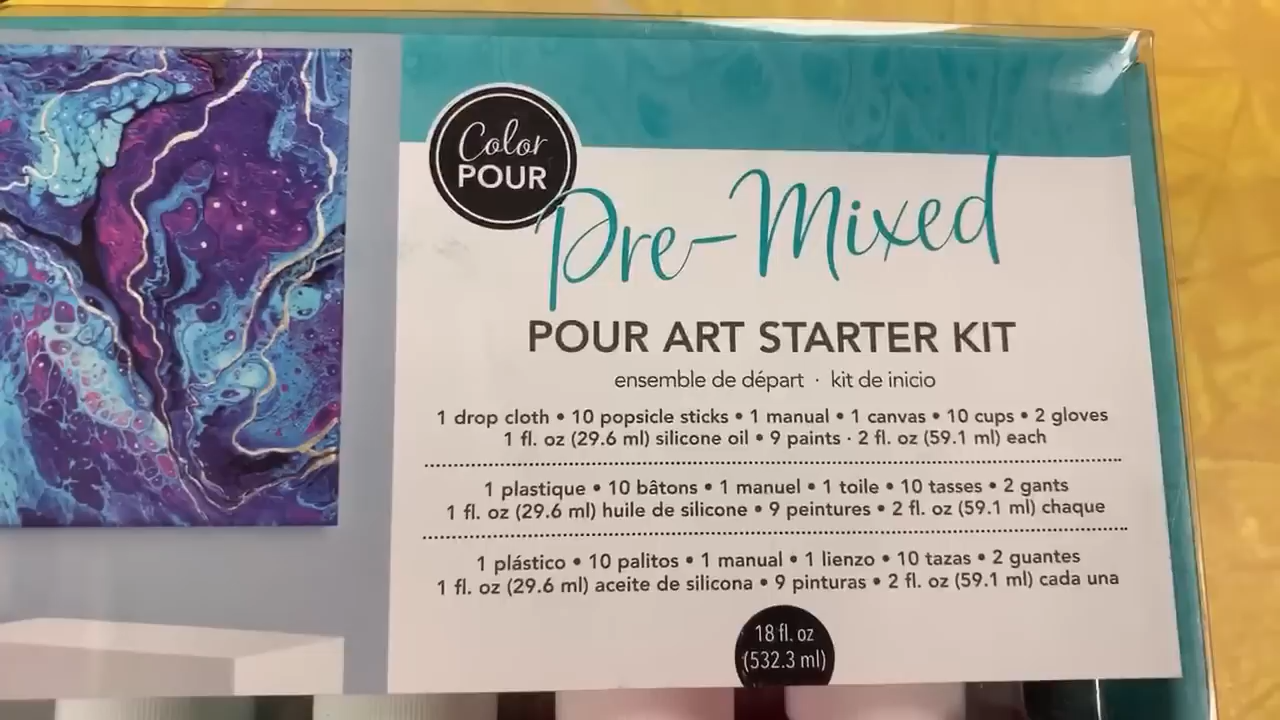 Color
POUR
Pre-Mixed
POUR ART STARTER KIT
ensemble de départ · kit de inicio
1 drop cloth • 10 popsicle sticks • 1 manual • 1 canvas • 10 cups • 2 gloves
1 fl. oz (29.6 ml) silicone oil • 9 paints · 2 fl. oz (59.1 ml) each
1 plastique • 10 bâtons • 1 manuel • 1 toile • 10 tasses • 2 gants
1 fl. oz (29.6 ml) huile de silicone • 9 peintures • 2 fl. oz (59.1 ml) chaque
1 plástico • 10 palitos • 1 manual • 1 lienzo • 10 tazas • 2 guantes
1 fl. oz (29.6 ml) aceite de silicona • 9 pinturas • 2 fl. oz (59.1 ml) cada una
18 fl. oz
(532.3 ml)